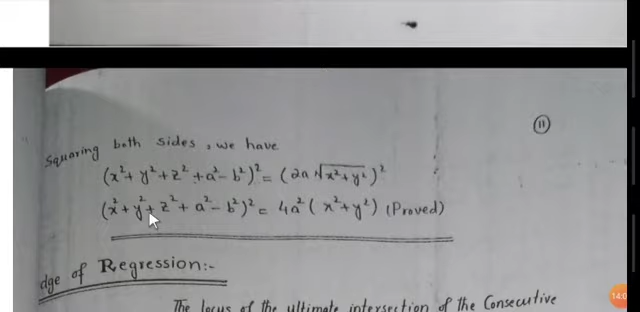 11
Squaring both sides, we have
(x²+ y²+ z² +a²- b²)² = (2a √x²+y² )²
(x²+y²+ z²+ a²- b²)² = 4a² ( x²+y²) (Proved)
dge of Regression:-
The locus of the ultimate intersection of the Consecutive